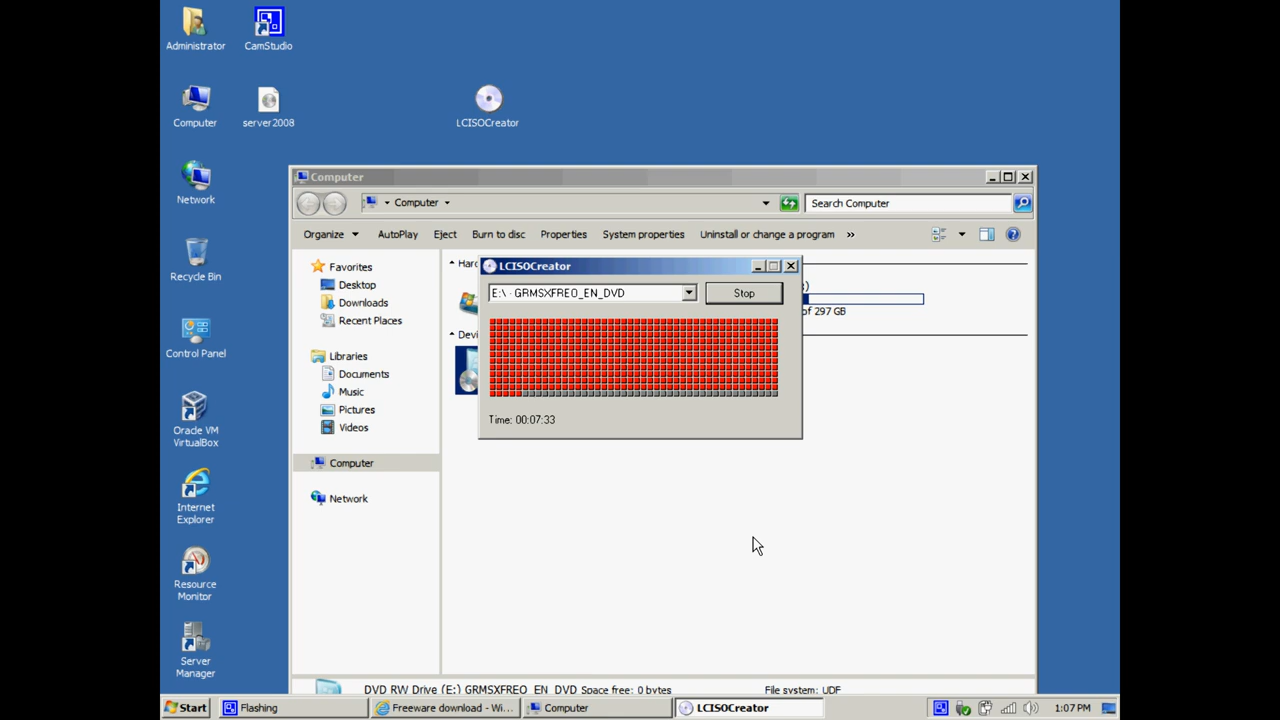 Administrator
CamStudio
Computer
server2008
LCISOCreator
Network
Recycle Bin
Control Panel
Oracle VM
VirtualBox
Internet
Explorer
Resource
Monitor
Server
Manager
Computer
Computer
Search Computer
Organize
AutoPlay
Eject
Burn to disc
Properties
System properties
Uninstall or change a program
»
Favorites
Desktop
Downloads
Recent Places
Libraries
Documents
Music
Pictures
Videos
Computer
Network
Hard
Devi
:)
of 297 GB
LCISOCreator
E:\ - GRMSXFREO_EN_DVD
Stop
Time: 00:07:33
DVD RW Drive (E:) GRMSXFREO_EN_DVD Space free: 0 bytes
File system: UDF
Start
Flashing
Freeware download - Wi...
Computer
LCISOCreator
1:07 PM